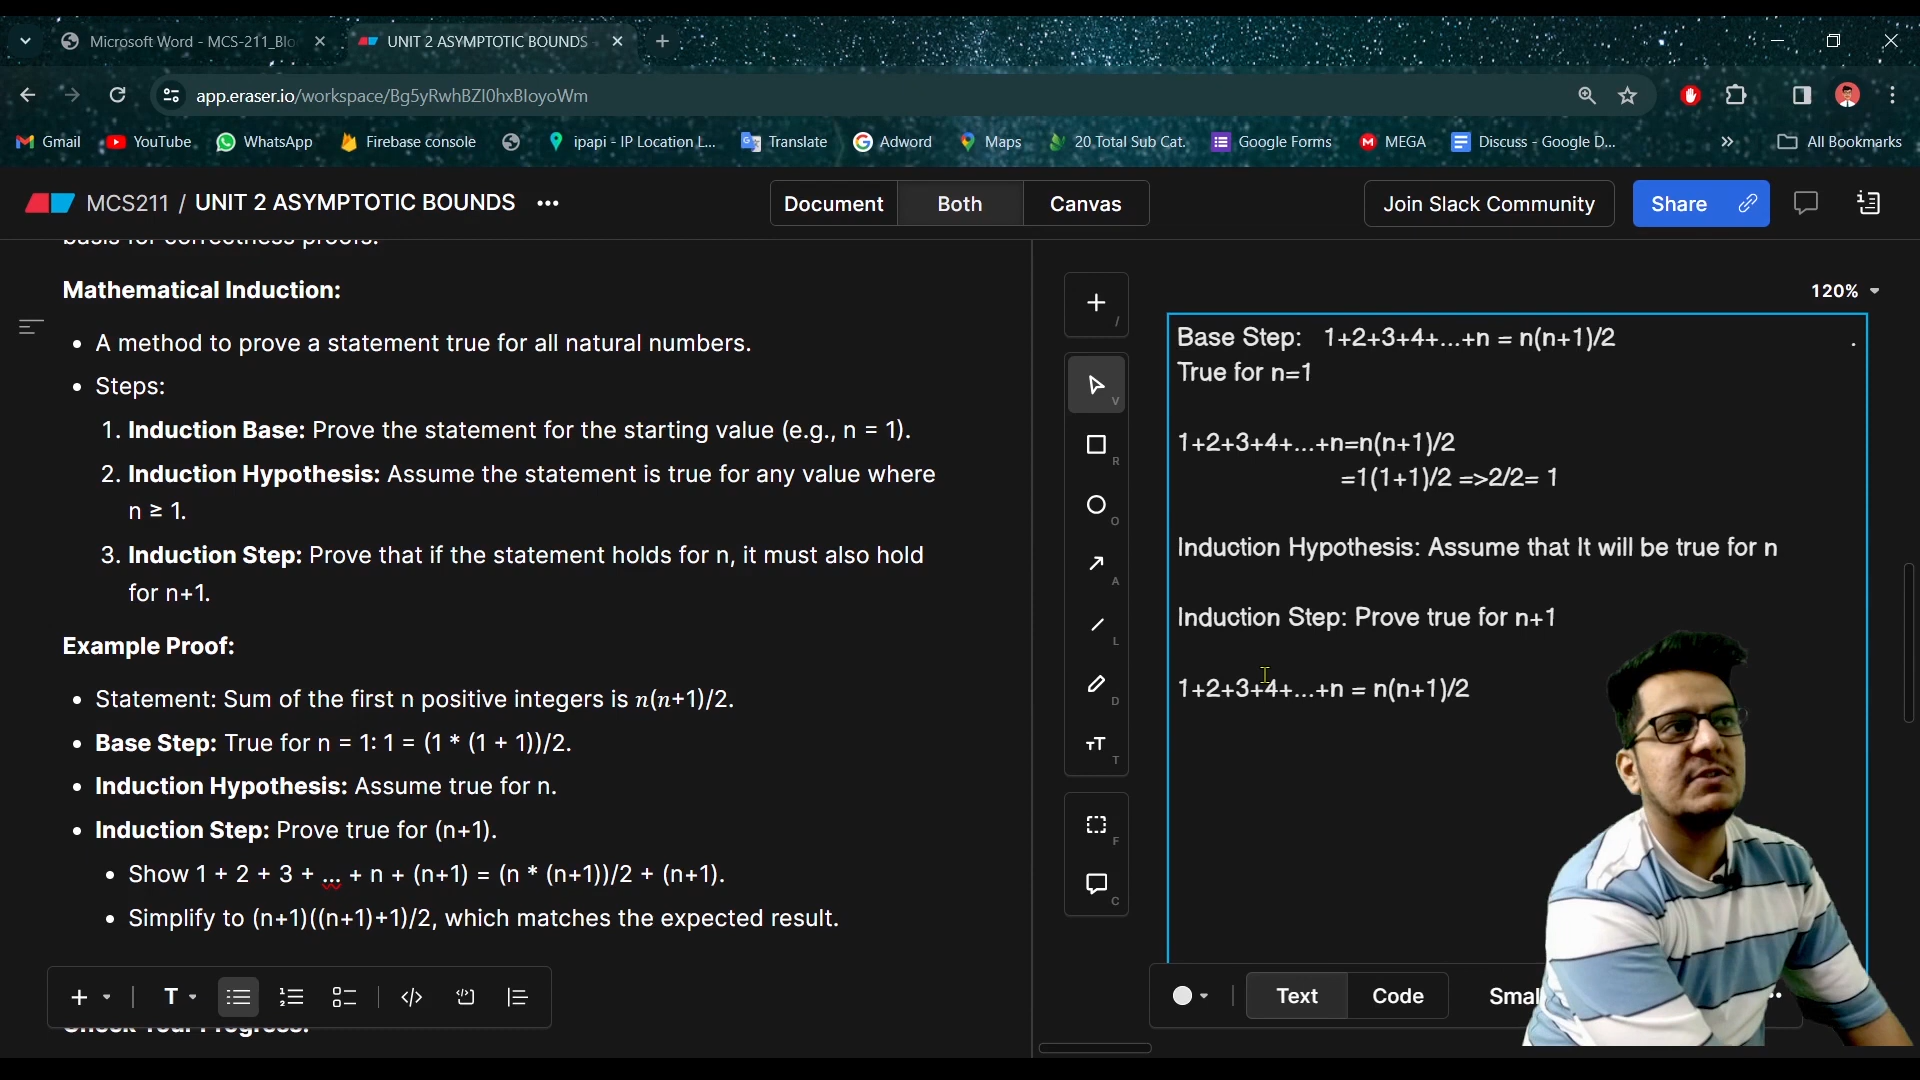 Microsoft Word - MCS-211_Blo
UNIT 2 ASYMPTOTIC BOUNDS
app.eraser.io/workspace/Bg5yRwhBZI0hxBIoyoWm
Gmail
YouTube
WhatsApp
Firebase console
ipapi - IP Location L...
Translate
Adword
Maps
20 Total Sub Cat.
Google Forms
MEGA
Discuss - Google D...
»
All Bookmarks
MCS211 / UNIT 2 ASYMPTOTIC BOUNDS
Document
Both
Canvas
Join Slack Community
Share
basis for correctness proofs.
Mathematical Induction:
• A method to prove a statement true for all natural numbers.
• Steps:
1. Induction Base: Prove the statement for the starting value (e.g., n = 1).
2. Induction Hypothesis: Assume the statement is true for any value where
n ≥ 1.
3. Induction Step: Prove that if the statement holds for n, it must also hold
for n+1.
Example Proof:
• Statement: Sum of the first n positive integers is n(n+1)/2.
• Base Step: True for n = 1: 1 = (1 * (1 + 1))/2.
• Induction Hypothesis: Assume true for n.
• Induction Step: Prove true for (n+1).
• Show 1 + 2 + 3 + ... + n + (n+1) = (n * (n+1))/2 + (n+1).
• Simplify to (n+1)((n+1)+1)/2, which matches the expected result.
Check Your Progress:
T
/
V
R
O
A
L
D
TT
T
F
C
120%
Base Step: 1+2+3+4+...+n = n(n+1)/2 .
True for n=1
1+2+3+4+...+n=n(n+1)/2
=1(1+1)/2 =>2/2= 1
Induction Hypothesis: Assume that It will be true for n
Induction Step: Prove true for n+1
1+2+3+4+...+n = n(n+1)/2
Text
Code
Smal